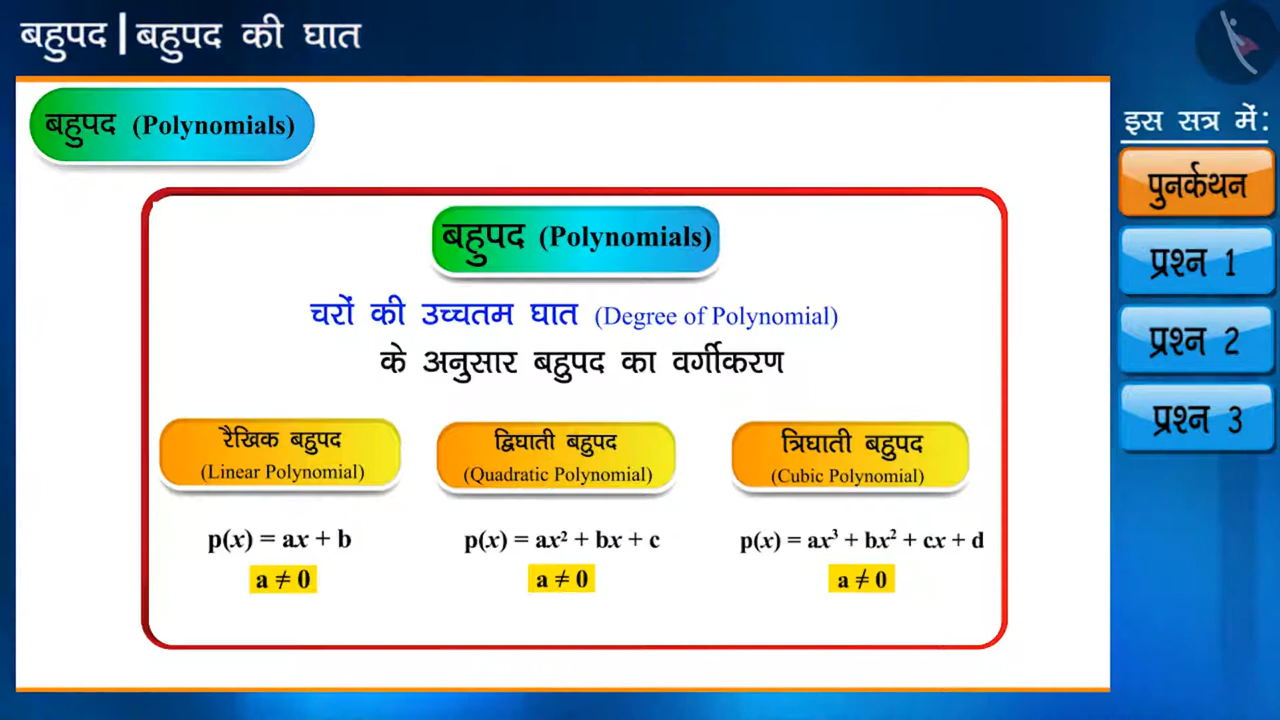 बहुपद|बहुपद की घात
बहुपद (Polynomials)
बहुपद (Polynomials)
चरों की उच्चतम घात (Degree of Polynomial)
के अनुसार बहुपद का वर्गीकरण
रैखिक बहुपद
(Linear Polynomial)
p(x) = ax + b
a ≠ 0
द्विघाती बहुपद
(Quadratic Polynomial)
p(x) = ax² + bx + c
a ≠ 0
त्रिघाती बहुपद
(Cubic Polynomial)
p(x) = ax³ + bx² + cx + d
a ≠ 0
इस सत्र में:
पुनर्कथन
प्रश्न 1
प्रश्न 2
प्रश्न 3